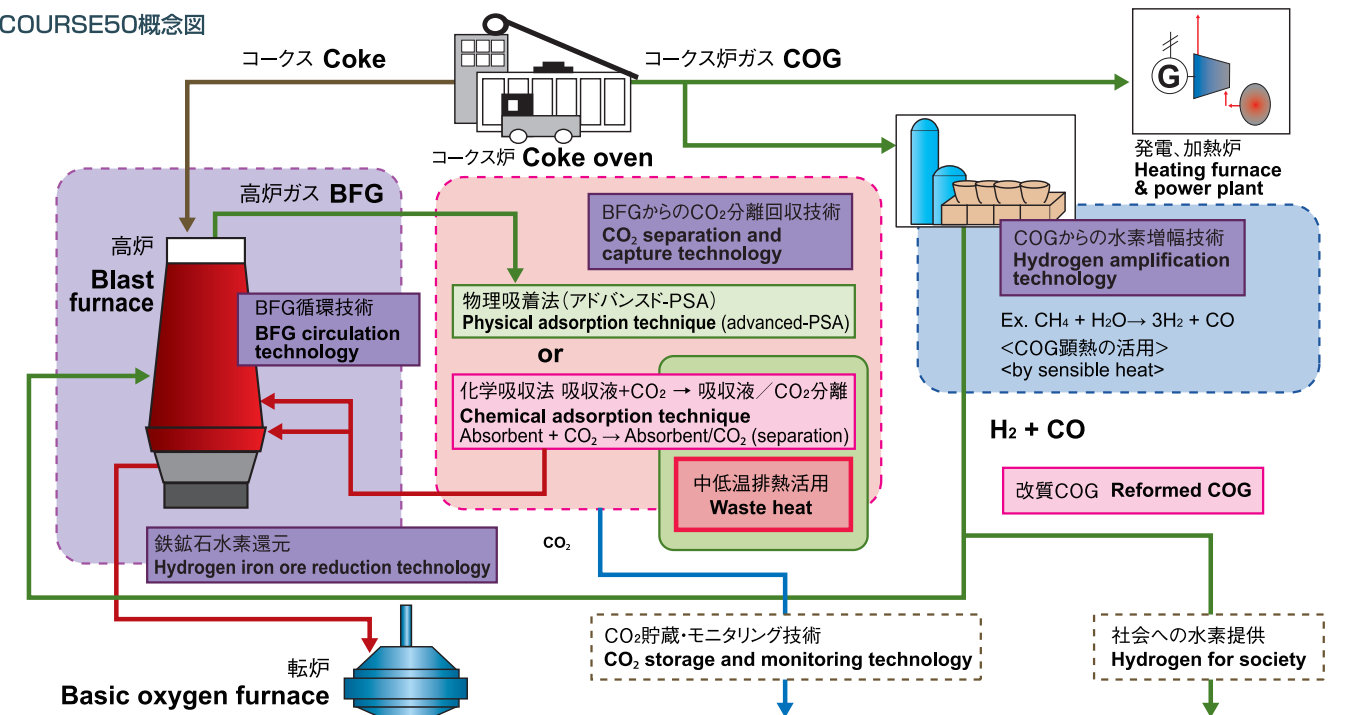 COURSE50概念図
コークス Coke
コークス炉ガス COG
コークス炉 Coke oven
G
発電、加熱炉
Heating furnace
& power plant
高炉ガス BFG
高炉
Blast
furnace
BFG循環技術
BFG circulation
technology
BFGからのCO₂分離回収技術
CO₂ separation and
capture technology
物理吸着法(アドバンスド-PSA)
Physical adsorption technique (advanced-PSA)
or
化学吸収法 吸収液+CO₂ → 吸収液/CO₂分離
Chemical adsorption technique
Absorbent + CO₂ → Absorbent/CO₂ (separation)
中低温排熱活用
Waste heat
COGからの水素増幅技術
Hydrogen amplification
technology
Ex. CH₄ + H₂O→ 3H₂ + CO
<COG顕熱の活用>
<by sensible heat>
H₂ + CO
改質COG Reformed COG
鉄鉱石水素還元
Hydrogen iron ore reduction technology
CO₂
転炉
Basic oxygen furnace
CO₂貯蔵・モニタリング技術
CO₂ storage and monitoring technology
社会への水素提供
Hydrogen for society